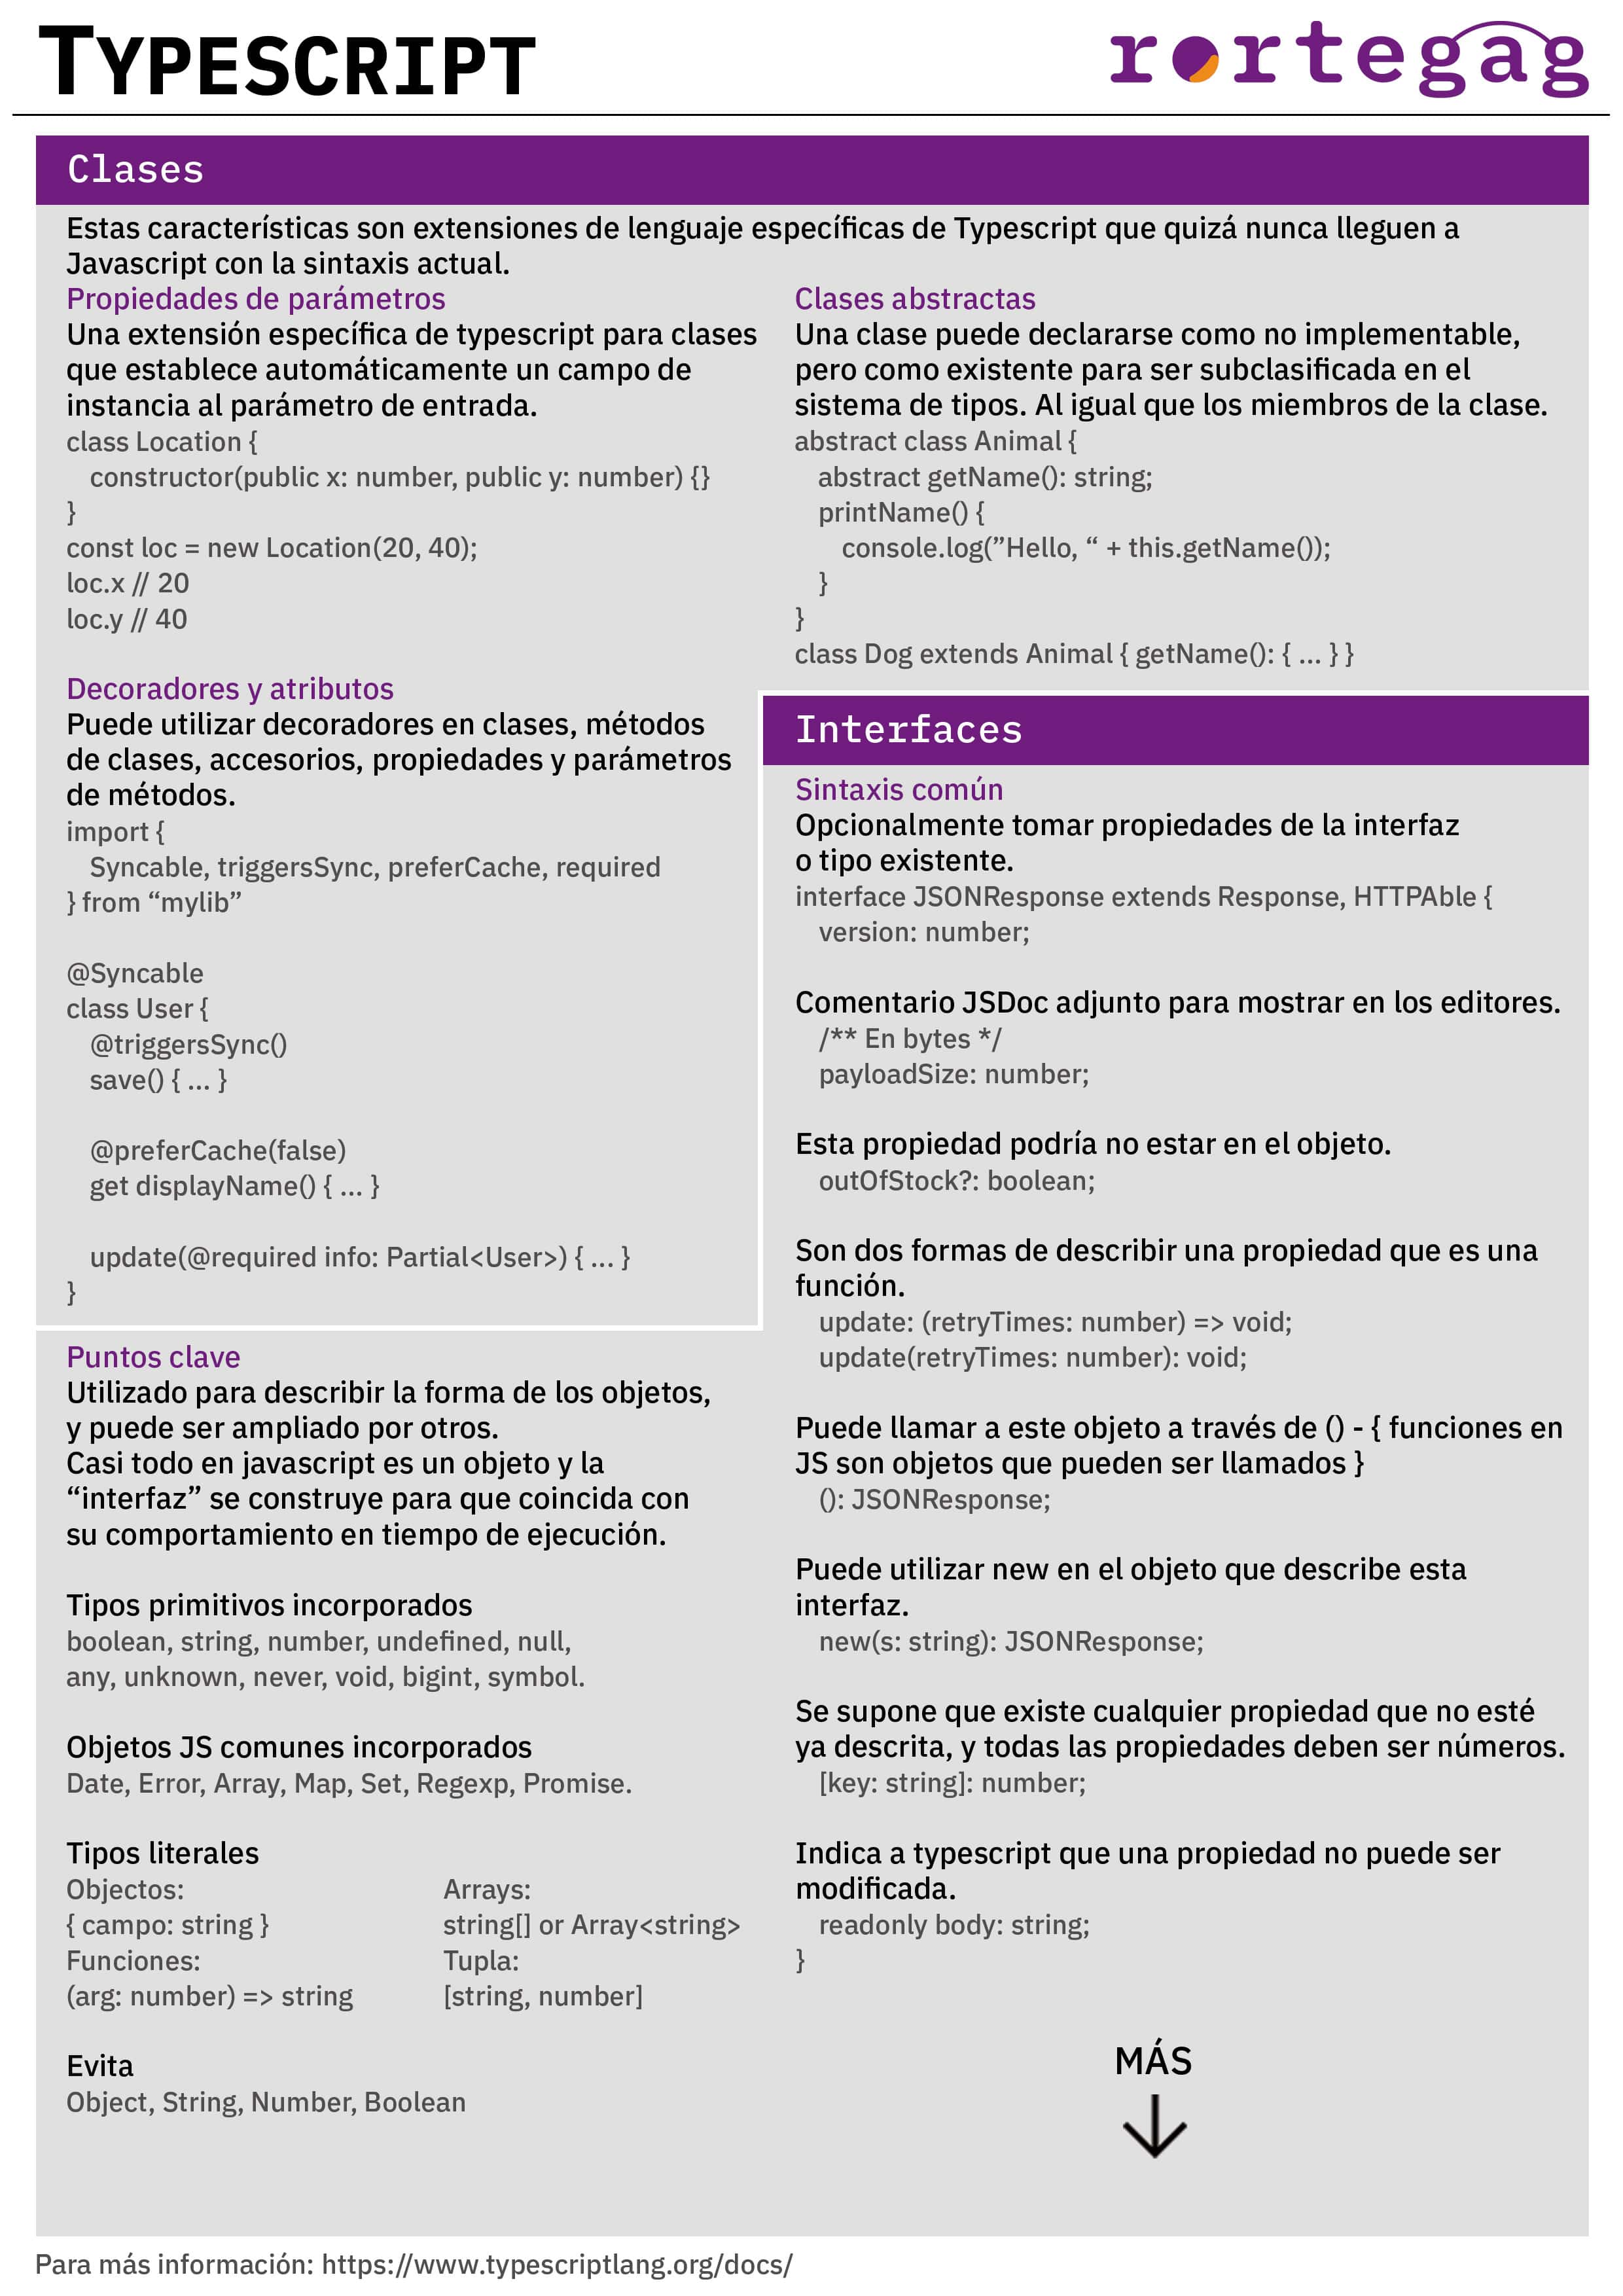 TYPESCRIPT
rortegag
Clases
Estas características son extensiones de lenguaje específicas de Typescript que quizá nunca lleguen a
Javascript con la sintaxis actual.
Propiedades de parámetros
Una extensión específica de typescript para clases
que establece automáticamente un campo de
instancia al parámetro de entrada.
class Location {
constructor(public x: number, public y: number) {}
}
const loc = new Location(20, 40);
loc.x // 20
loc.y // 40
Decoradores y atributos
Puede utilizar decoradores en clases, métodos
de clases, accesorios, propiedades y parámetros
de métodos.
import {
Syncable, triggersSync, preferCache, required
} from “mylib”
@Syncable
class User {
@triggersSync()
save() { ... }
@preferCache(false)
get displayName() { ... }
update(@required info: Partial<User>) { ... }
}
Clases abstractas
Una clase puede declararse como no implementable,
pero como existente para ser subclasificada en el
sistema de tipos. Al igual que los miembros de la clase.
abstract class Animal {
abstract getName(): string;
printName() {
console.log(”Hello, “ + this.getName());
}
}
class Dog extends Animal { getName(): { ... } }
Interfaces
Puntos clave
Utilizado para describir la forma de los objetos,
y puede ser ampliado por otros.
Casi todo en javascript es un objeto y la
“interfaz” se construye para que coincida con
su comportamiento en tiempo de ejecución.
Tipos primitivos incorporados
boolean, string, number, undefined, null,
any, unknown, never, void, bigint, symbol.
Objetos JS comunes incorporados
Date, Error, Array, Map, Set, Regexp, Promise.
Tipos literales
Objectos:
{ campo: string }
Funciones:
(arg: number) => string
Arrays:
string[] or Array<string>
Tupla:
[string, number]
Evita
Object, String, Number, Boolean
Sintaxis común
Opcionalmente tomar propiedades de la interfaz
o tipo existente.
interface JSONResponse extends Response, HTTPAble {
version: number;
Comentario JSDoc adjunto para mostrar en los editores.
/** En bytes */
payloadSize: number;
Esta propiedad podría no estar en el objeto.
outOfStock?: boolean;
Son dos formas de describir una propiedad que es una
función.
update: (retryTimes: number) => void;
update(retryTimes: number): void;
Puede llamar a este objeto a través de () - { funciones en
JS son objetos que pueden ser llamados }
(): JSONResponse;
Puede utilizar new en el objeto que describe esta
interfaz.
new(s: string): JSONResponse;
Se supone que existe cualquier propiedad que no esté
ya descrita, y todas las propiedades deben ser números.
[key: string]: number;
Indica a typescript que una propiedad no puede ser
modificada.
readonly body: string;
}
MÁS
Para más información: https://www.typescriptlang.org/docs/